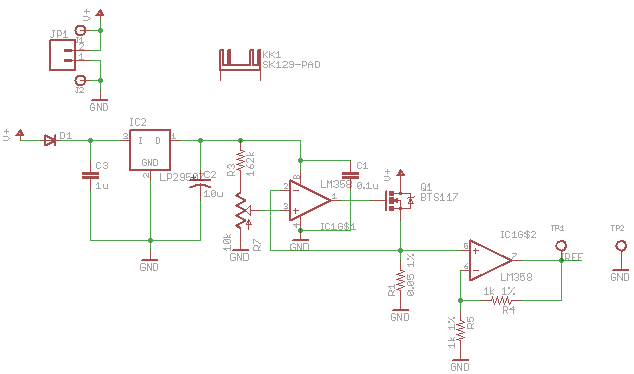 V+
JP1
J1
2
1
J2
GND
KK1
SK129-PAD
V+
D1
IC2
3
I
O
1
GND
2
LP2950
C3
1u
C2
10u
GND
R3
162k
10k
R7
GND
C1
0.1u
8
2
3
1
4
LM358
IC1G$1
GND
V+
Q1
BTS117
R1
0.05 1%
GND
IC1G$2
5
6
7
LM358
TP1
IREF
TP2
GND
1k 1%
R4
1k 1%
R5
GND